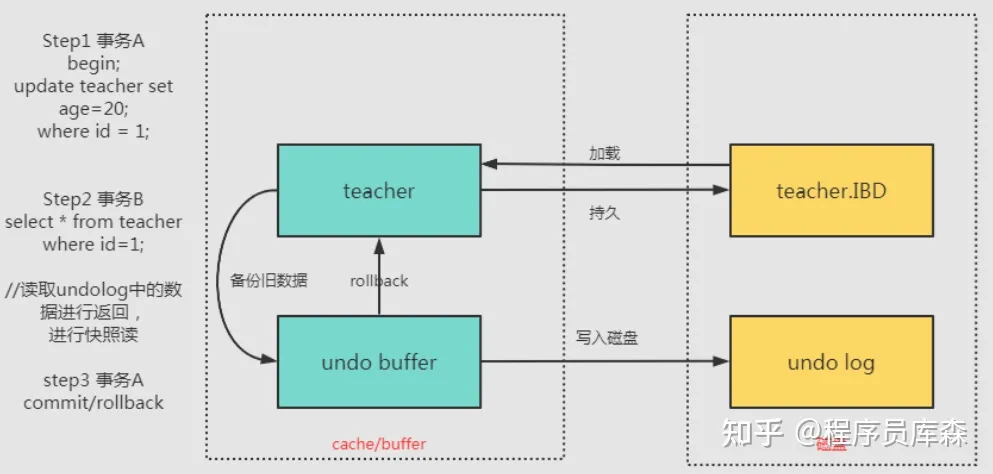 Step1 事务A
begin;
update teacher set
age=20;
where id = 1;
Step2 事务B
select * from teacher
where id=1;
//读取undolog中的数
据进行返回，
进行快照读
step3 事务A
commit/rollback
teacher
加载
持久
teacher.IBD
备份旧数据
rollback
undo buffer
写入磁盘
undo log
cache/buffer
磁盘
知乎 @程序员库森